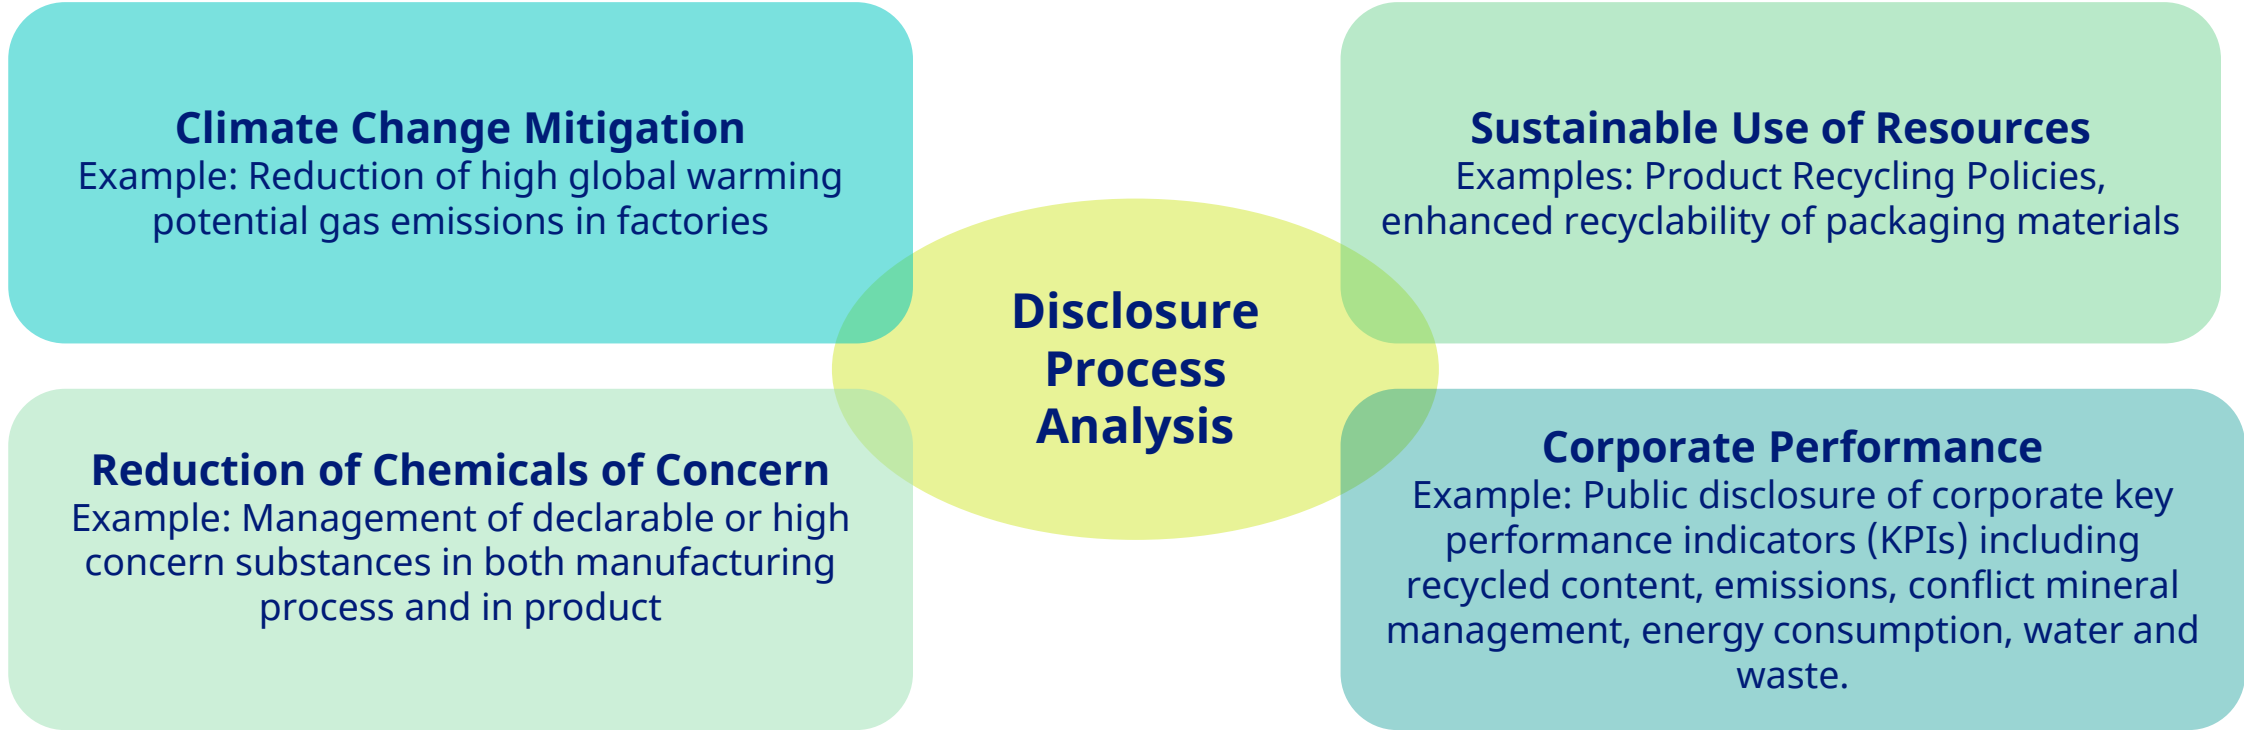 Climate Change Mitigation
Example: Reduction of high global warming
potential gas emissions in factories
Sustainable Use of Resources
Examples: Product Recycling Policies,
enhanced recyclability of packaging materials
Disclosure
Process
Analysis
Reduction of Chemicals of Concern
Example: Management of declarable or high
concern substances in both manufacturing
process and in product
Corporate Performance
Example: Public disclosure of corporate key
performance indicators (KPIs) including
recycled content, emissions, conflict mineral
management, energy consumption, water and
waste.